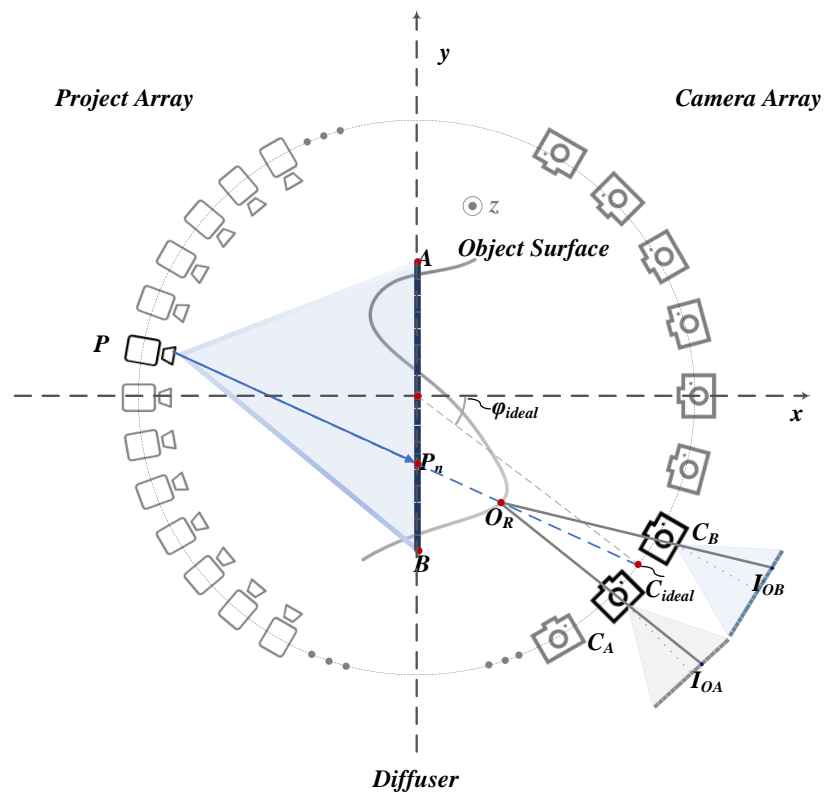 y
Project Array
Camera Array
z
Object Surface
A
P
φideal
x
Pn
OR
CB
B
Cideal
IOB
CA
IOA
Diffuser